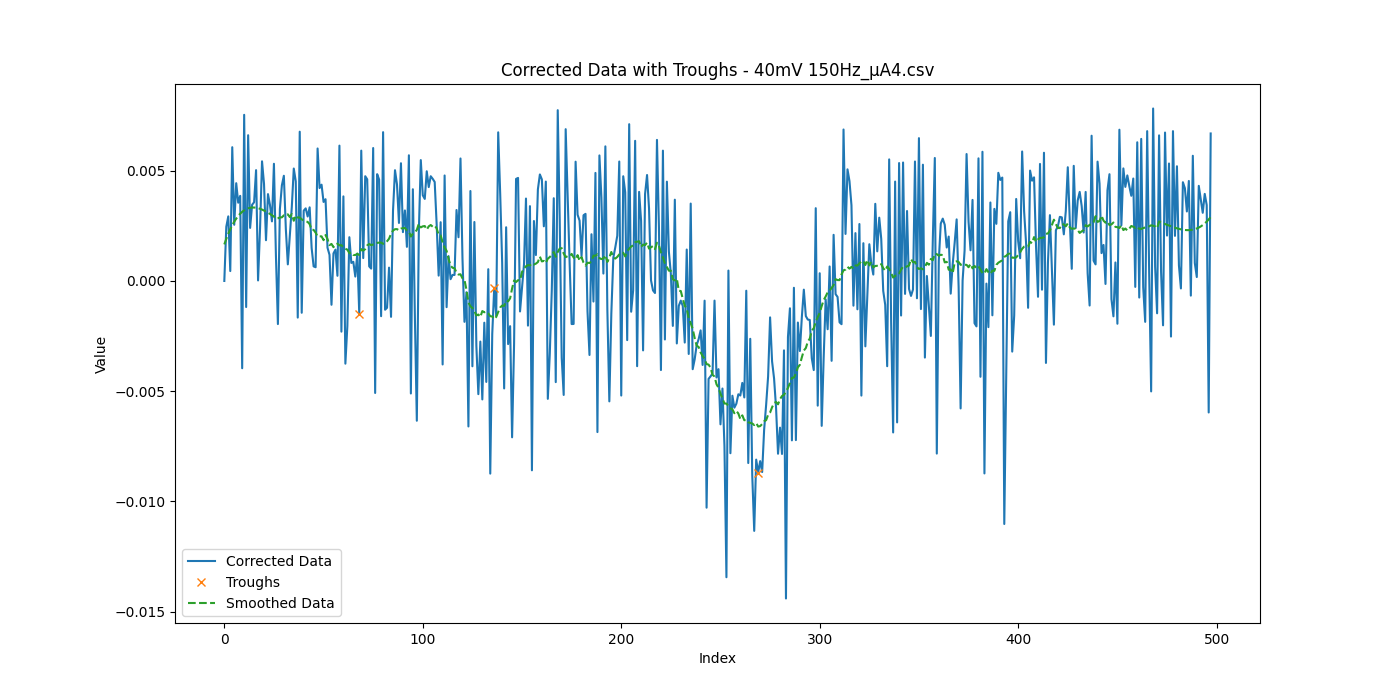 Corrected Data with Troughs - 40mV 150Hz_μA4.csv
Value
0.005
0.000
−0.005
−0.010
−0.015
Corrected Data
Troughs
Smoothed Data
0 100 200 300 400 500
Index